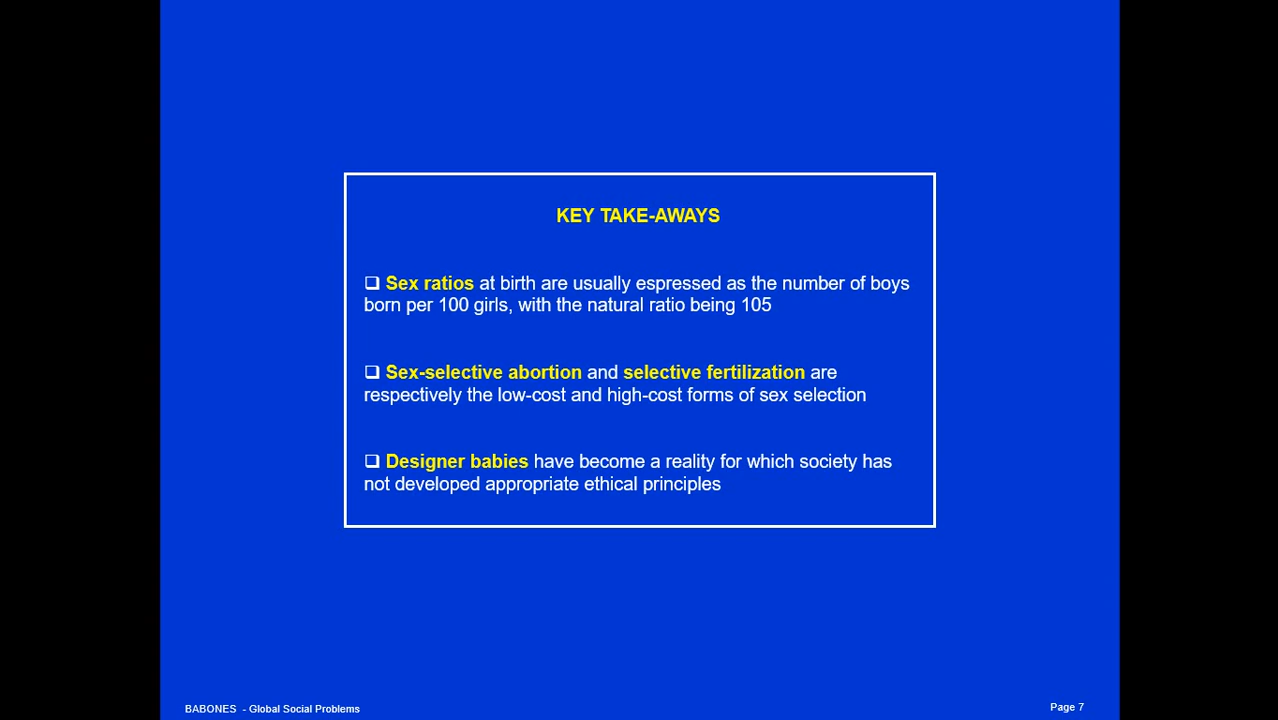 KEY TAKE-AWAYS
❑ Sex ratios at birth are usually espressed as the number of boys
born per 100 girls, with the natural ratio being 105
❑ Sex-selective abortion and selective fertilization are
respectively the low-cost and high-cost forms of sex selection
❑ Designer babies have become a reality for which society has
not developed appropriate ethical principles
BABONES - Global Social Problems
Page 7